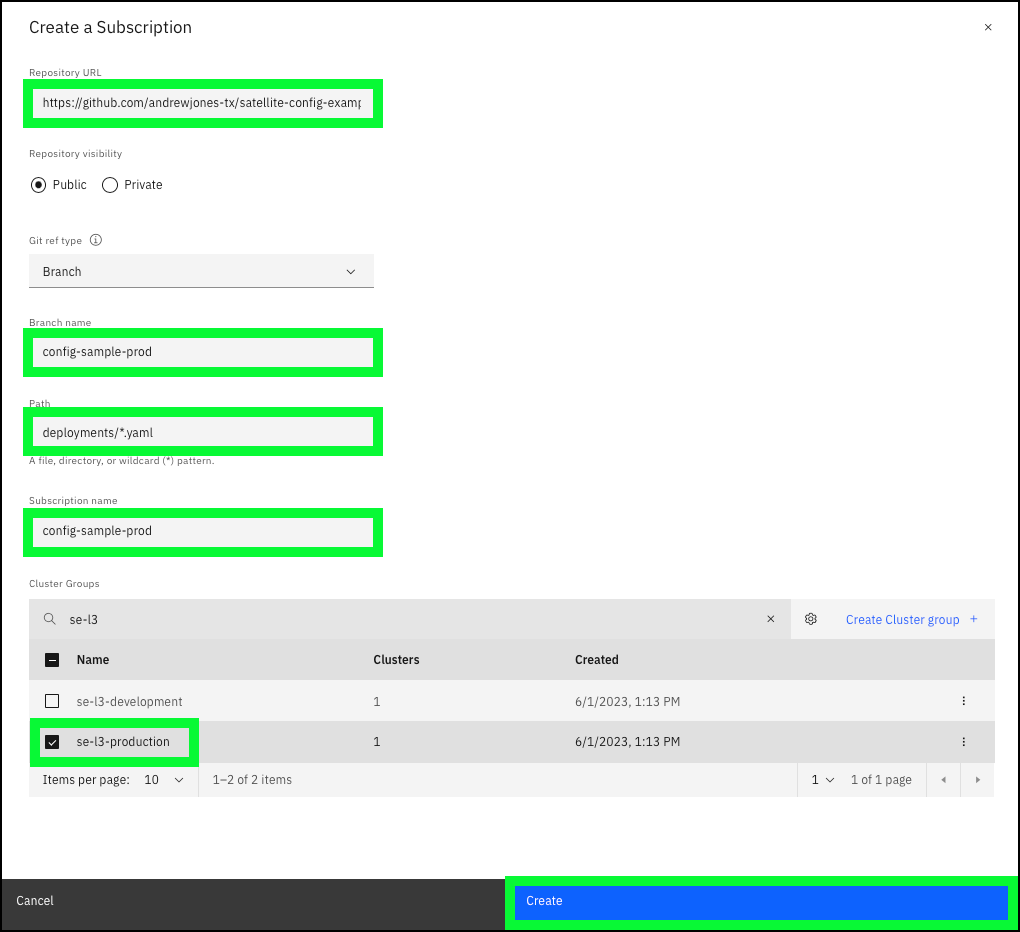 Create a Subscription
Repository URL
https://github.com/andrewjones-tx/satellite-config-examp
Repository visibility
Public Private
Git ref type
Branch
Branch name
config-sample-prod
Path
deployments/*.yaml
A file, directory, or wildcard (*) pattern.
Subscription name
config-sample-prod
Cluster Groups
se-l3 Create Cluster group +
Name Clusters Created
se-l3-development 1 6/1/2023, 1:13 PM
se-l3-production 1 6/1/2023, 1:13 PM
Items per page: 10 1–2 of 2 items 1 1 of 1 page
Cancel Create